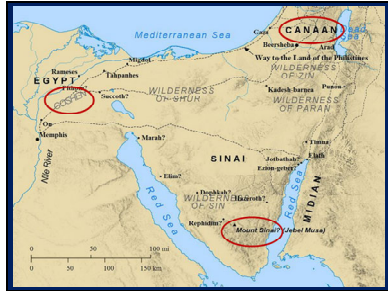 Mediterranean Sea
Gaza
CANAAN
Dead
Sea
Beersheba
Arad
Migdol
Way to the Land of the Philistines
EGYPT
Rameses
Tahpanhes
WILDERNESS
OF ZIN
Pithom?
Succoth?
GOSHEN
WILDERNESS
OF SHUR
Kadesh-barnea
Punon
WILDERNESS
OF PARAN
On
Memphis
Marah?
Timna
SINAI
Jotbathah?
Elath
Ezion-geber?
Nile River
Elim?
Dophkah?
Hazeroth?
WILDERNESS
OF SIN
MIDIAN
Red Sea
Red Sea
Rephidim?
Mount Sinai? (Jebel Musa)
0 50 100 mi
0 50 100 150 km